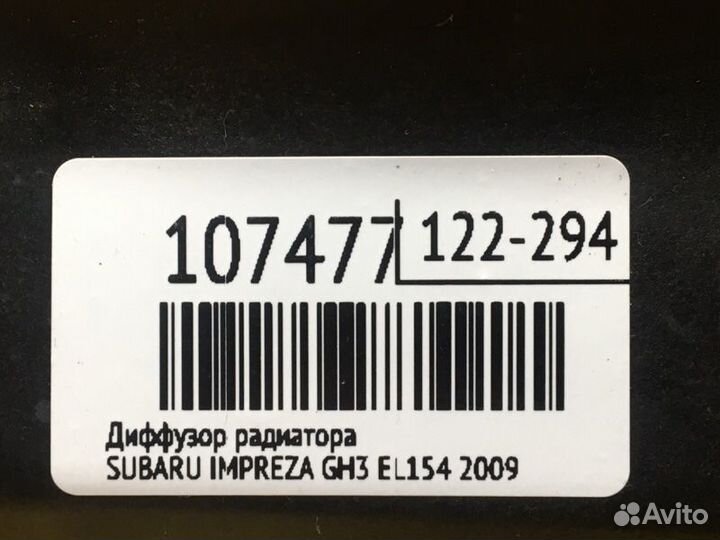 107477 122-294
Диффузор радиатора
SUBARU IMPREZA GH3 EL154 2009
Avito